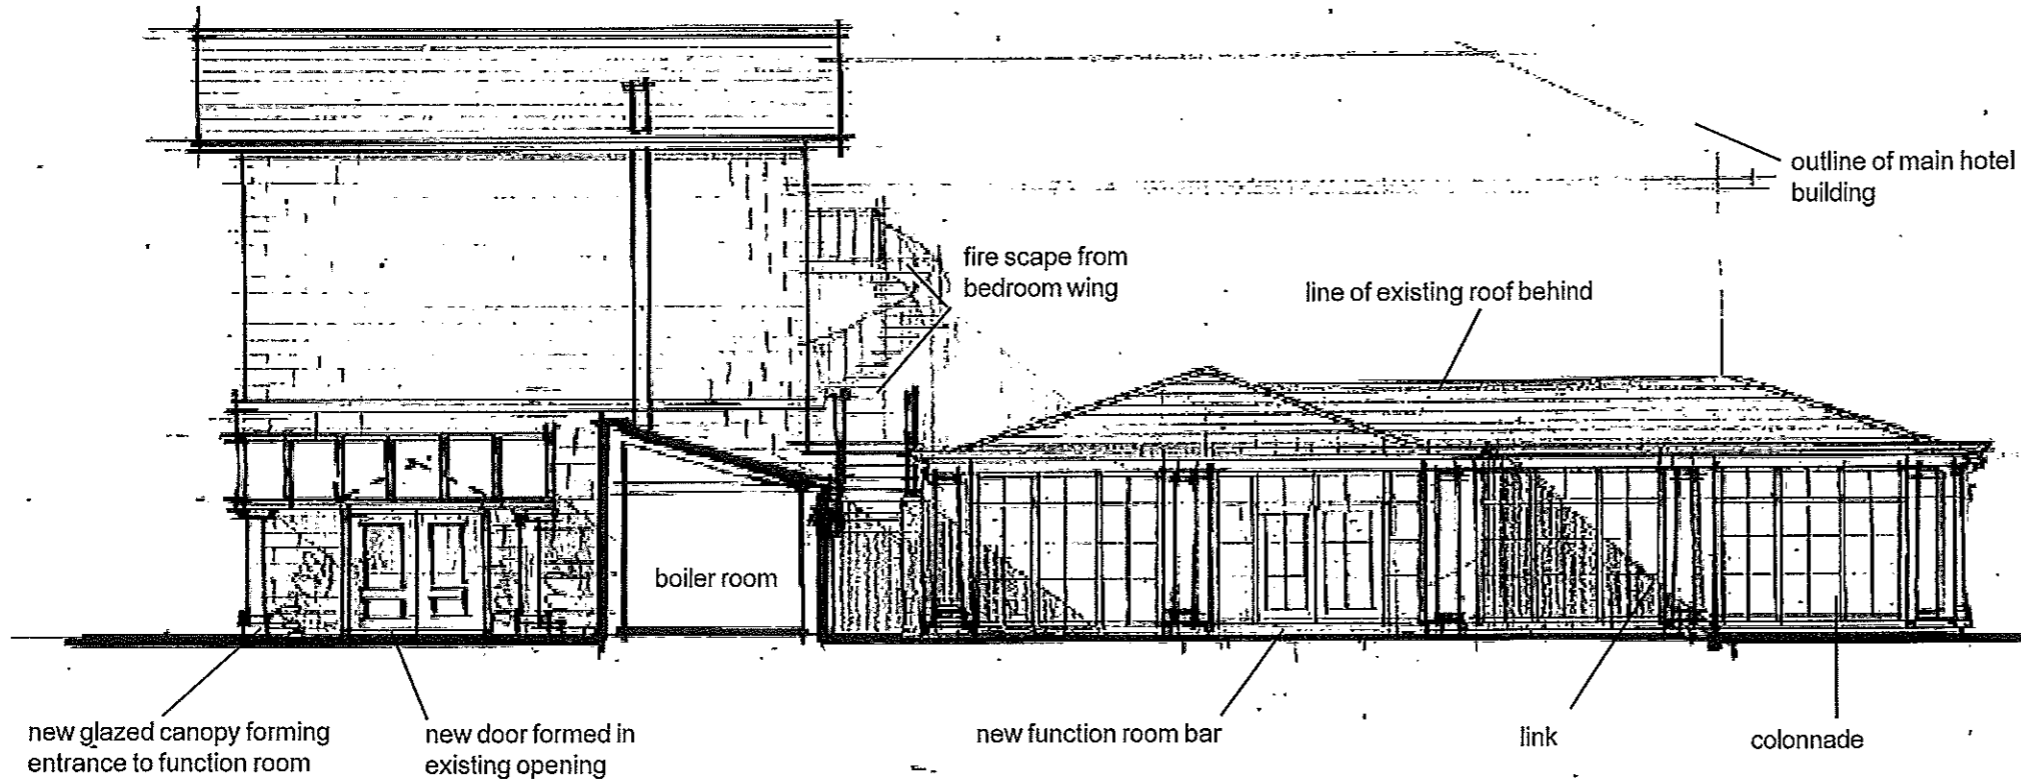 outline of main hotel
building
fire scape from
bedroom wing
line of existing roof behind
boiler room
new glazed canopy forming
entrance to function room
new door formed in
existing opening
new function room bar
link
colonnade